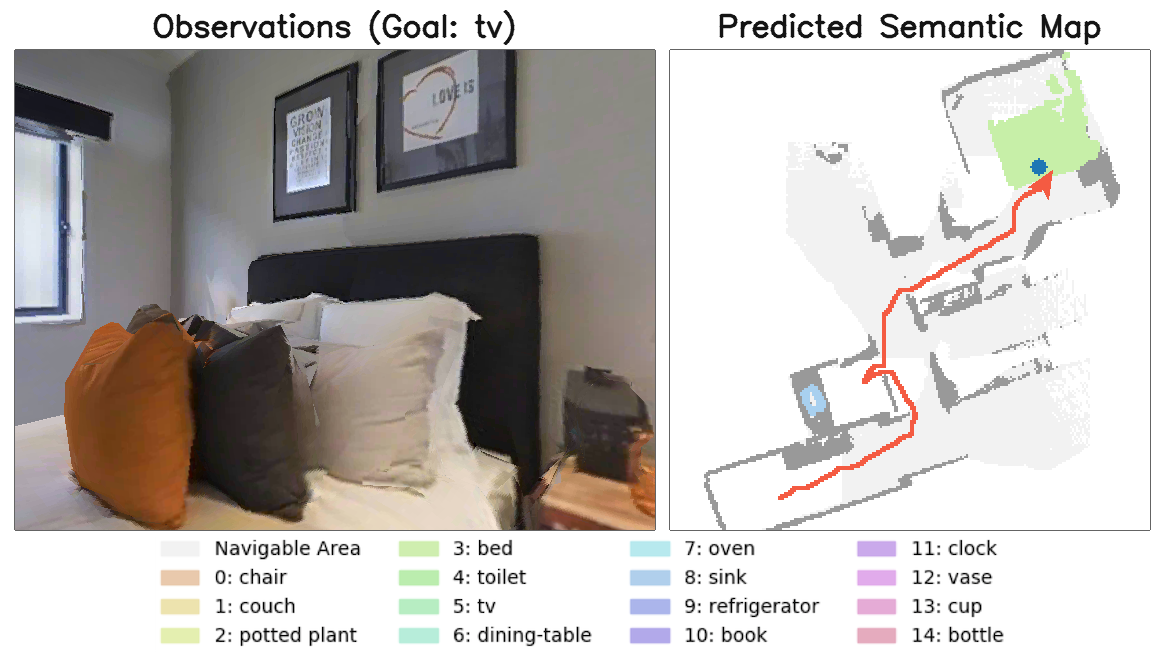 Observations (Goal: tv)
Predicted Semantic Map
GROW
VISION
CHANGE
PASSION
LOVE IS
Navigable Area
0: chair
1: couch
2: potted plant
3: bed
4: toilet
5: tv
6: dining-table
7: oven
8: sink
9: refrigerator
10: book
11: clock
12: vase
13: cup
14: bottle